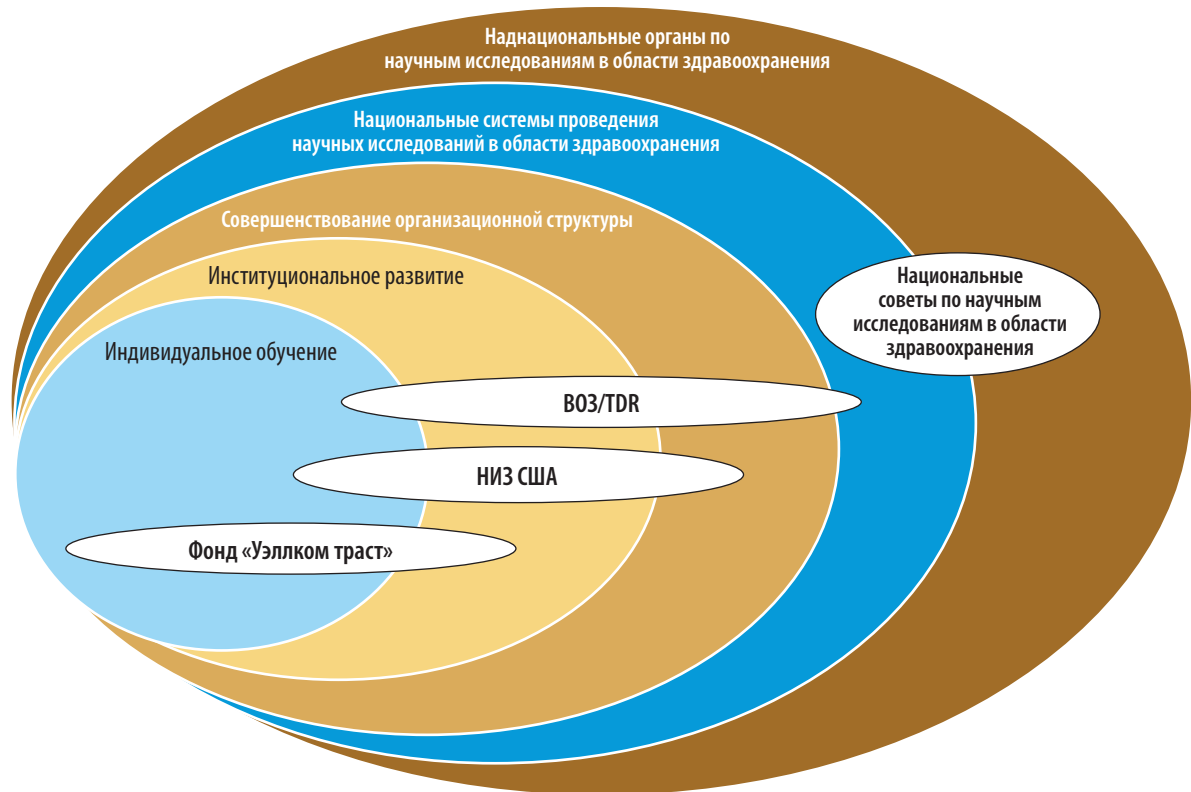 Наднациональные органы по
научным исследованиям в области здравоохранения
Национальные системы проведения
научных исследований в области здравоохранения
Совершенствование организационной структуры
Институциональное развитие
Индивидуальное обучение
Национальные
советы по научным
исследованиям в области
здравоохранения
ВОЗ/TDR
НИЗ США
Фонд «Уэллком траст»